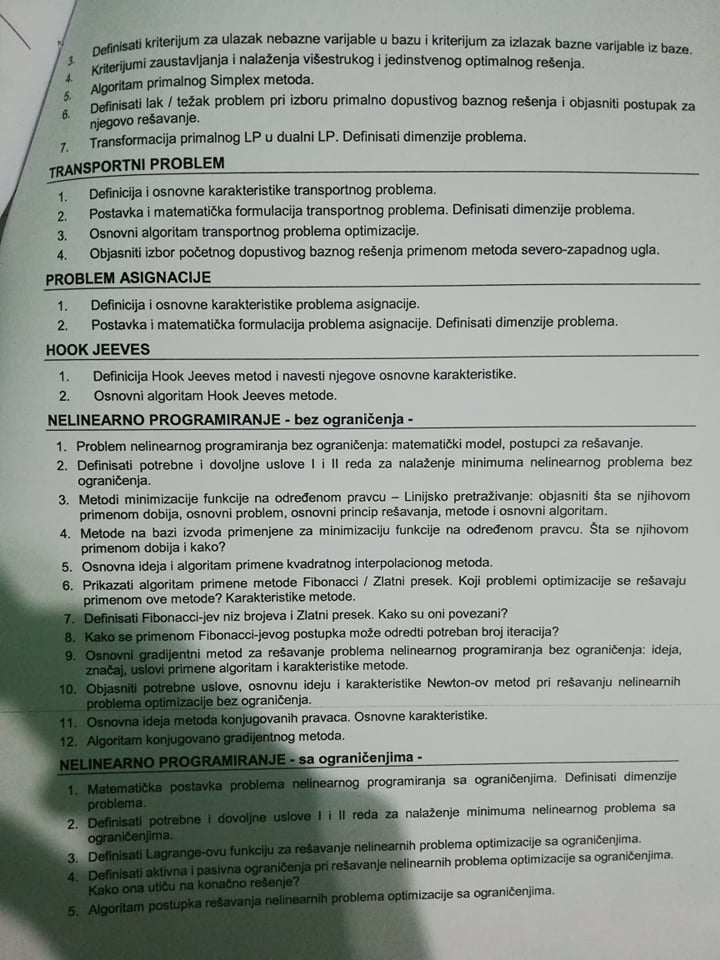 3. Definisati kriterijum za ulazak nebazne varijable u bazu i kriterijum za izlazak bazne varijable iz baze.
4. Kriterijumi zaustavljanja i nalaženja višestrukog i jedinstvenog optimalnog rešenja.
5. Algoritam primalnog Simplex metoda.
6. Definisati lak / težak problem pri izboru primalno dopustivog baznog rešenja i objasniti postupak za
njegovo rešavanje.
7. Transformacija primalnog LP u dualni LP. Definisati dimenzije problema.
TRANSPORTNI PROBLEM
1. Definicija i osnovne karakteristike transportnog problema.
2. Postavka i matematička formulacija transportnog problema. Definisati dimenzije problema.
3. Osnovni algoritam transportnog problema optimizacije.
4. Objasniti izbor početnog dopustivog baznog rešenja primenom metoda severo-zapadnog ugla.
PROBLEM ASIGNACIJE
1. Definicija i osnovne karakteristike problema asignacije.
2. Postavka i matematička formulacija problema asignacije. Definisati dimenzije problema.
HOOK JEEVES
1. Definicija Hook Jeeves metod i navesti njegove osnovne karakteristike.
2. Osnovni algoritam Hook Jeeves metode.
NELINEARNO PROGRAMIRANJE - bez ograničenja -
1. Problem nelinearnog programiranja bez ograničenja: matematički model, postupci za rešavanje.
2. Definisati potrebne i dovoljne uslove I i II reda za nalaženje minimuma nelinearnog problema bez
ograničenja.
3. Metodi minimizacije funkcije na određenom pravcu – Linijsko pretraživanje: objasniti šta se njihovom
primenom dobija, osnovni problem, osnovni princip rešavanja, metode i osnovni algoritam.
4. Metode na bazi izvoda primenjene za minimizaciju funkcije na određenom pravcu. Šta se njihovom
primenom dobija i kako?
5. Osnovna ideja i algoritam primene kvadratnog interpolacionog metoda.
6. Prikazati algoritam primene metode Fibonacci / Zlatni presek. Koji problemi optimizacije se rešavaju
primenom ove metode? Karakteristike metode.
7. Definisati Fibonacci-jev niz brojeva i Zlatni presek. Kako su oni povezani?
8. Kako se primenom Fibonacci-jevog postupka može odredti potreban broj iteracija?
9. Osnovni gradijentni metod za rešavanje problema nelinearnog programiranja bez ograničenja: ideja,
značaj, uslovi primene algoritam i karakteristike metode.
10. Objasniti potrebne uslove, osnovnu ideju i karakteristike Newton-ov metod pri rešavanju nelinearnih
problema optimizacije bez ograničenja.
11. Osnovna ideja metoda konjugovanih pravaca. Osnovne karakteristike.
12. Algoritam konjugovano gradijentnog metoda.
NELINEARNO PROGRAMIRANJE - sa ograničenjima -
1. Matematička postavka problema nelinearnog programiranja sa ograničenjima. Definisati dimenzije
problema.
2. Definisati potrebne i dovoljne uslove I i II reda za nalaženje minimuma nelinearnog problema sa
ograničenjima.
3. Definisati Lagrange-ovu funkciju za rešavanje nelinearnih problema optimizacije sa ograničenjima.
4. Definisati aktivna i pasivna ograničenja pri rešavanje nelinearnih problema optimizacije sa ograničenjima.
Kako ona utiču na konačno rešenje?
5. Algoritam postupka rešavanja nelinearnih problema optimizacije sa ograničenjima.